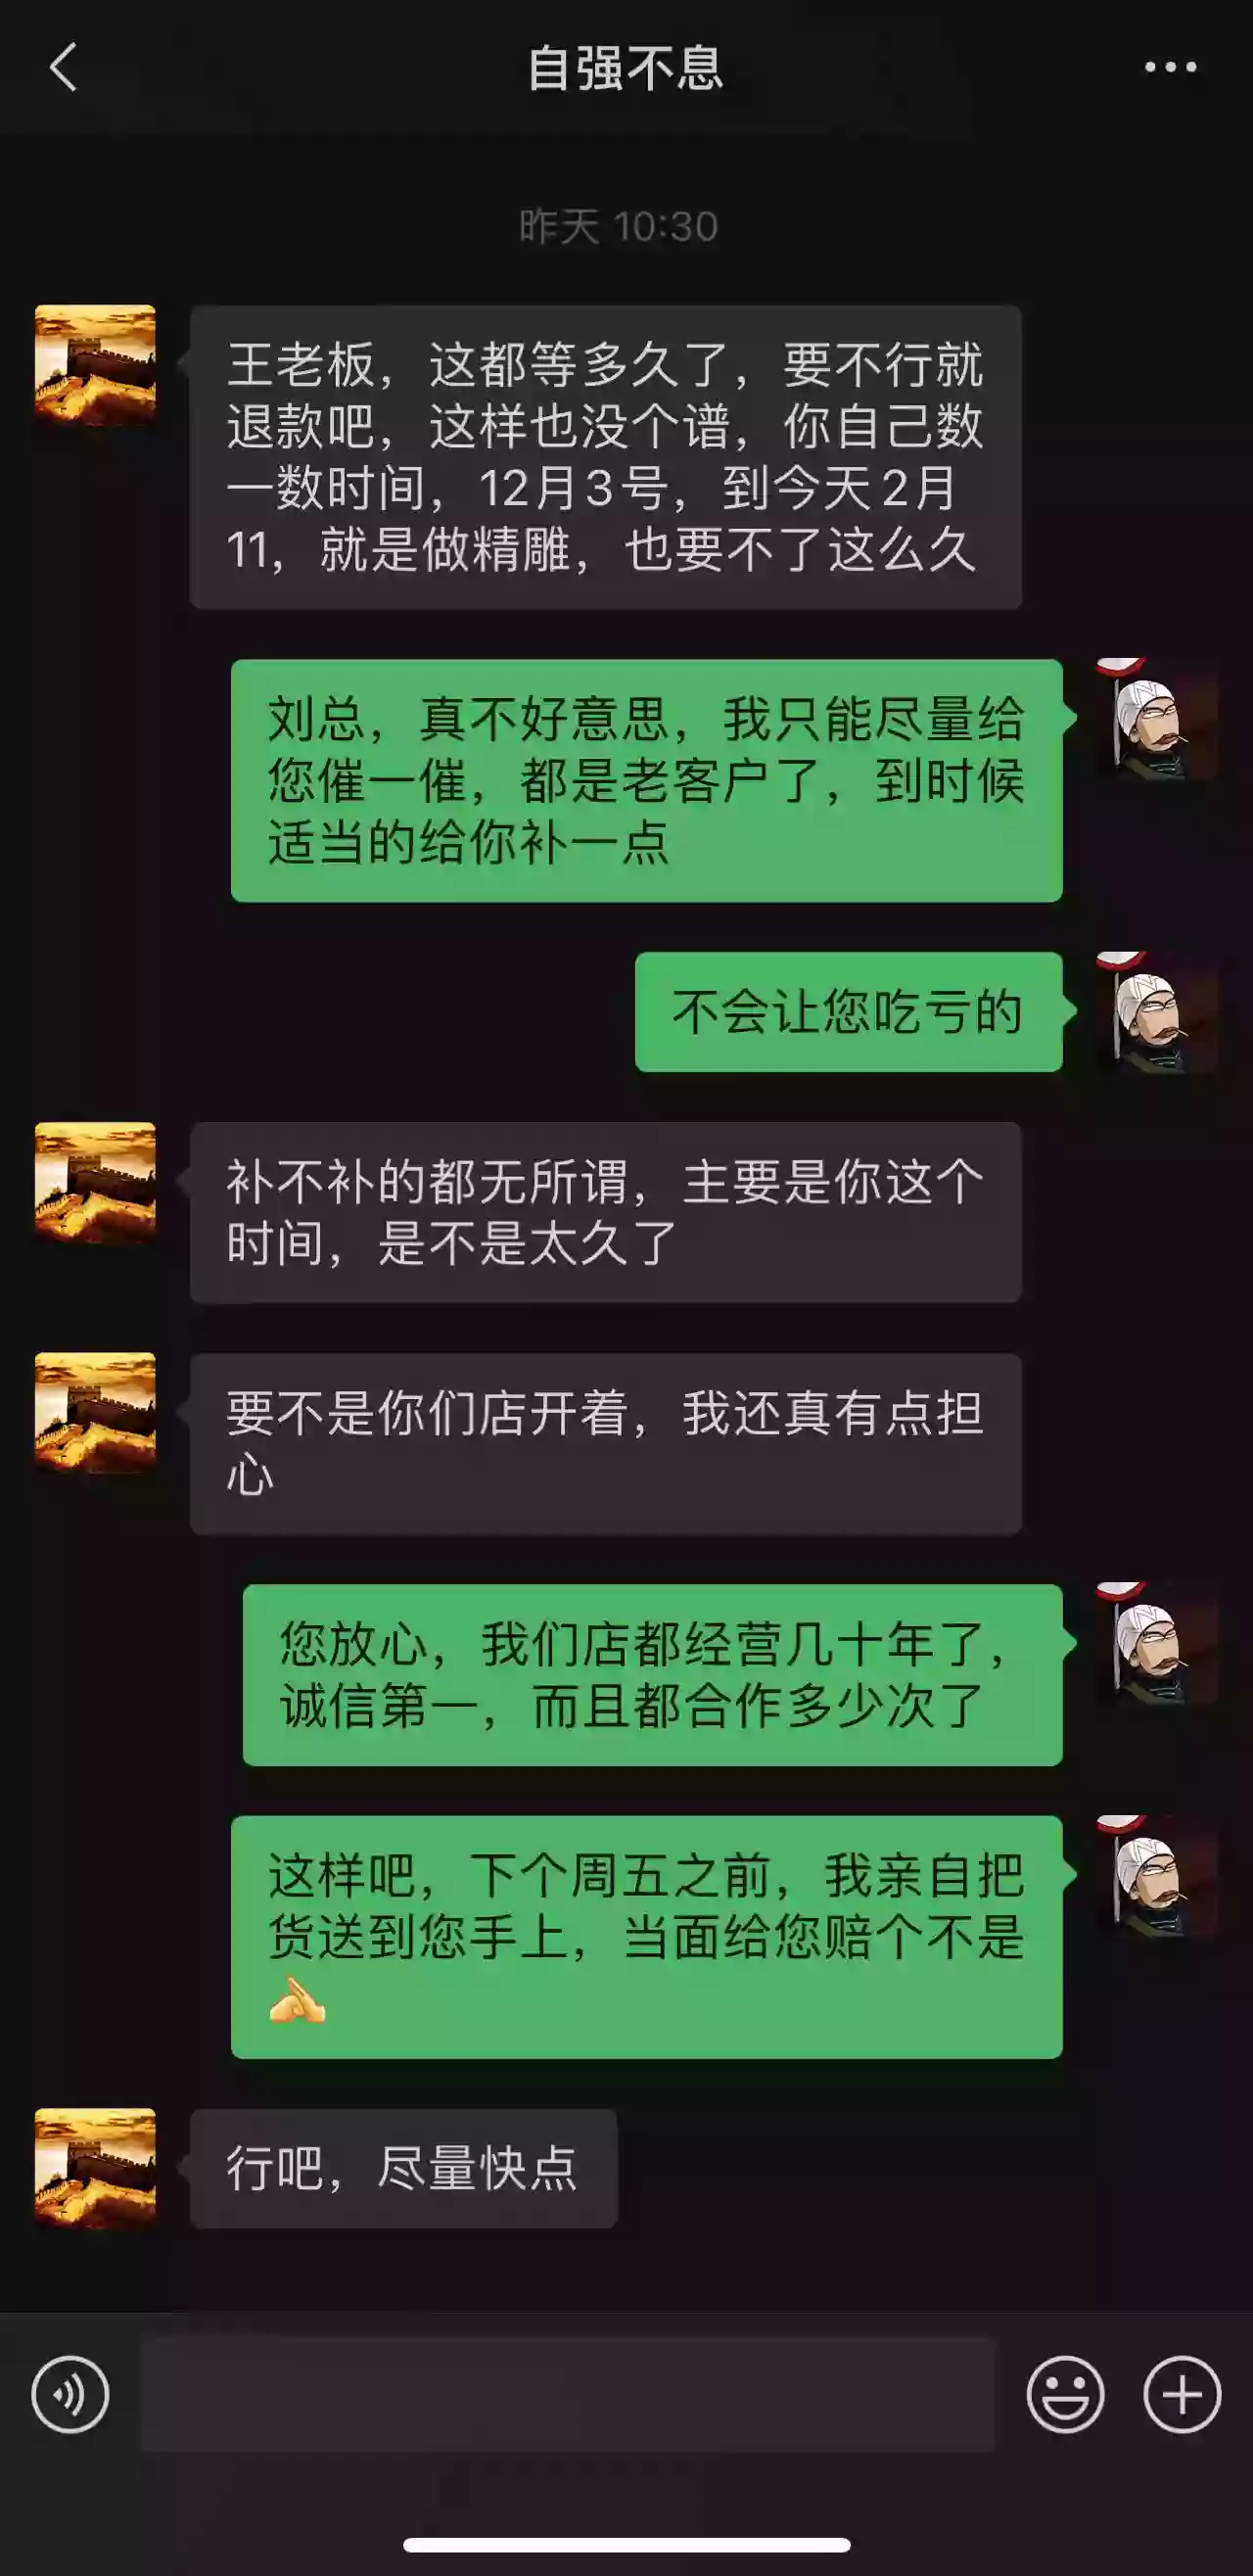 自强不息
昨天 10:30
王老板，这都等多久了，要不行就
退款吧，这样也没个谱，你自己数
一数时间，12月3号，到今天2月
11，就是做精雕，也要不了这么久
刘总，真不好意思，我只能尽量给
您催一催，都是老客户了，到时候
适当的给你补一点
不会让您吃亏的
补不补的都无所谓，主要是你这个
时间，是不是太久了
要不是你们店开着，我还真有点担
心
您放心，我们店都经营几十年了，
诚信第一，而且都合作多少次了
这样吧，下个周五之前，我亲自把
货送到您手上，当面给您赔个不是
行吧，尽量快点